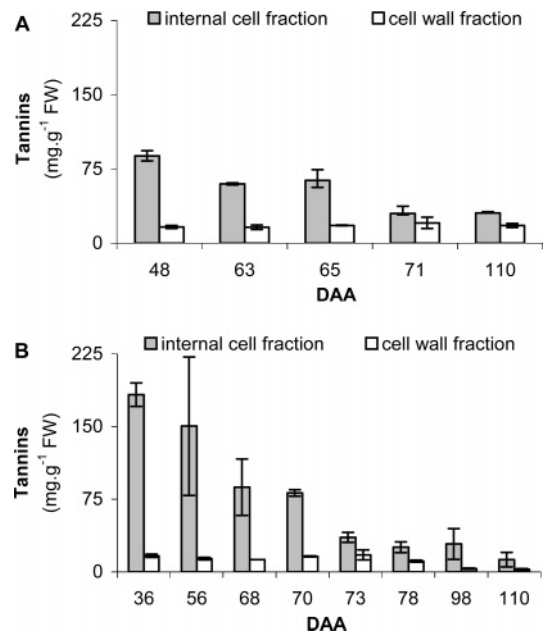 A
225
internal cell fraction cell wall fraction
150
75
0
Tannins
(mg.g⁻¹ FW)
48 63 65 71 110
DAA
B
internal cell fraction cell wall fraction
225
150
75
0
Tannins
(mg.g⁻¹ FW)
36 56 68 70 73 78 98 110
DAA